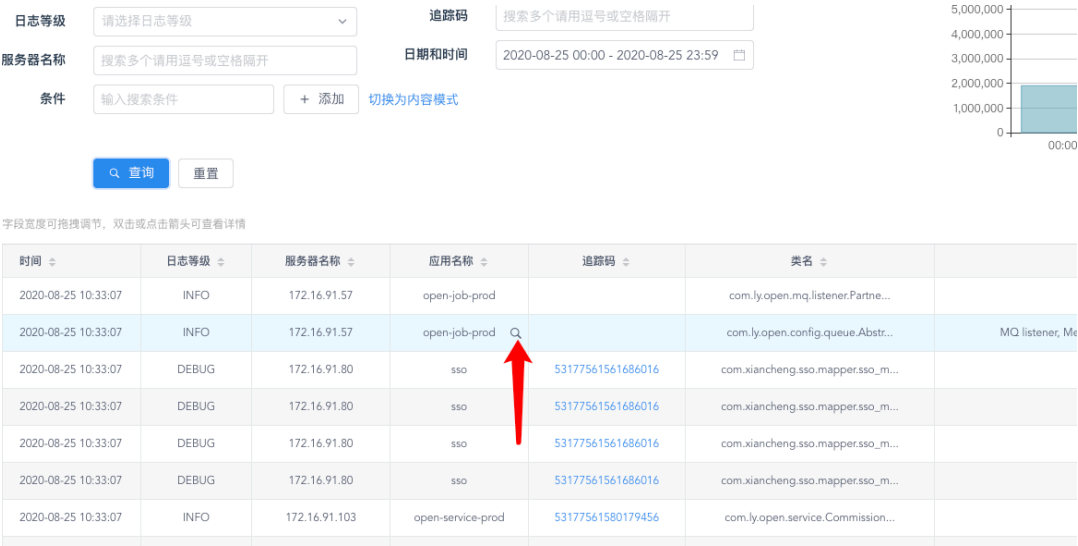 日志等级 请选择日志等级 追踪码 搜索多个请用逗号或空格隔开
服务器名称 搜索多个请用逗号或空格隔开 日期和时间 2020-08-25 00:00 - 2020-08-25 23:59
条件 输入搜索条件 + 添加 切换为内容模式
5,000,000
4,000,000
3,000,000
2,000,000
1,000,000
0
00:00
查询 重置
字段宽度可拖拽调节，双击或点击箭头可查看详情
时间 日志等级 服务器名称 应用名称 追踪码 类名
2020-08-25 10:33:07 INFO 172.16.91.57 open-job-prod com.ly.open.mq.listener.Partne...
2020-08-25 10:33:07 INFO 172.16.91.57 open-job-prod com.ly.open.config.queue.Abstr... MQ listener, Me
2020-08-25 10:33:07 DEBUG 172.16.91.80 sso 53177561561686016 com.xiancheng.sso.mapper.sso_m...
2020-08-25 10:33:07 DEBUG 172.16.91.80 sso 53177561561686016 com.xiancheng.sso.mapper.sso_m...
2020-08-25 10:33:07 DEBUG 172.16.91.80 sso 53177561561686016 com.xiancheng.sso.mapper.sso_m...
2020-08-25 10:33:07 DEBUG 172.16.91.80 sso 53177561561686016 com.xiancheng.sso.mapper.sso_m...
2020-08-25 10:33:07 INFO 172.16.91.103 open-service-prod 53177561580179456 com.ly.open.service.Commission...